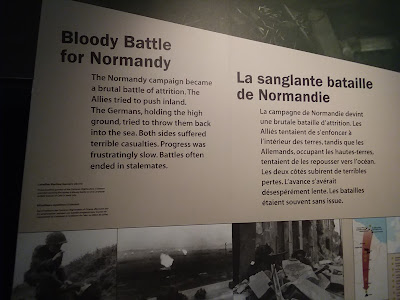 Bloody Battle
for Normandy
The Normandy campaign became
a brutal battle of attrition. The
Allies tried to push inland.
The Germans, holding the high
ground, tried to throw them back
into the sea. Both sides suffered
terrible casualties. Progress was
frustratingly slow. Battles often
ended in stalemates.
La sanglante bataille
de Normandie
La campagne de Normandie devint
une brutale bataille d'attrition. Les
Alliés tentaient de s'enfoncer à
l'intérieur des terres, tandis que les
Allemands, occupant les hautes-terres,
tentaient de les repousser vers l'océan.
Les deux côtés subirent de terribles
pertes. L'avance s'avérait
désespérément lente. Les batailles
étaient souvent sans issue.